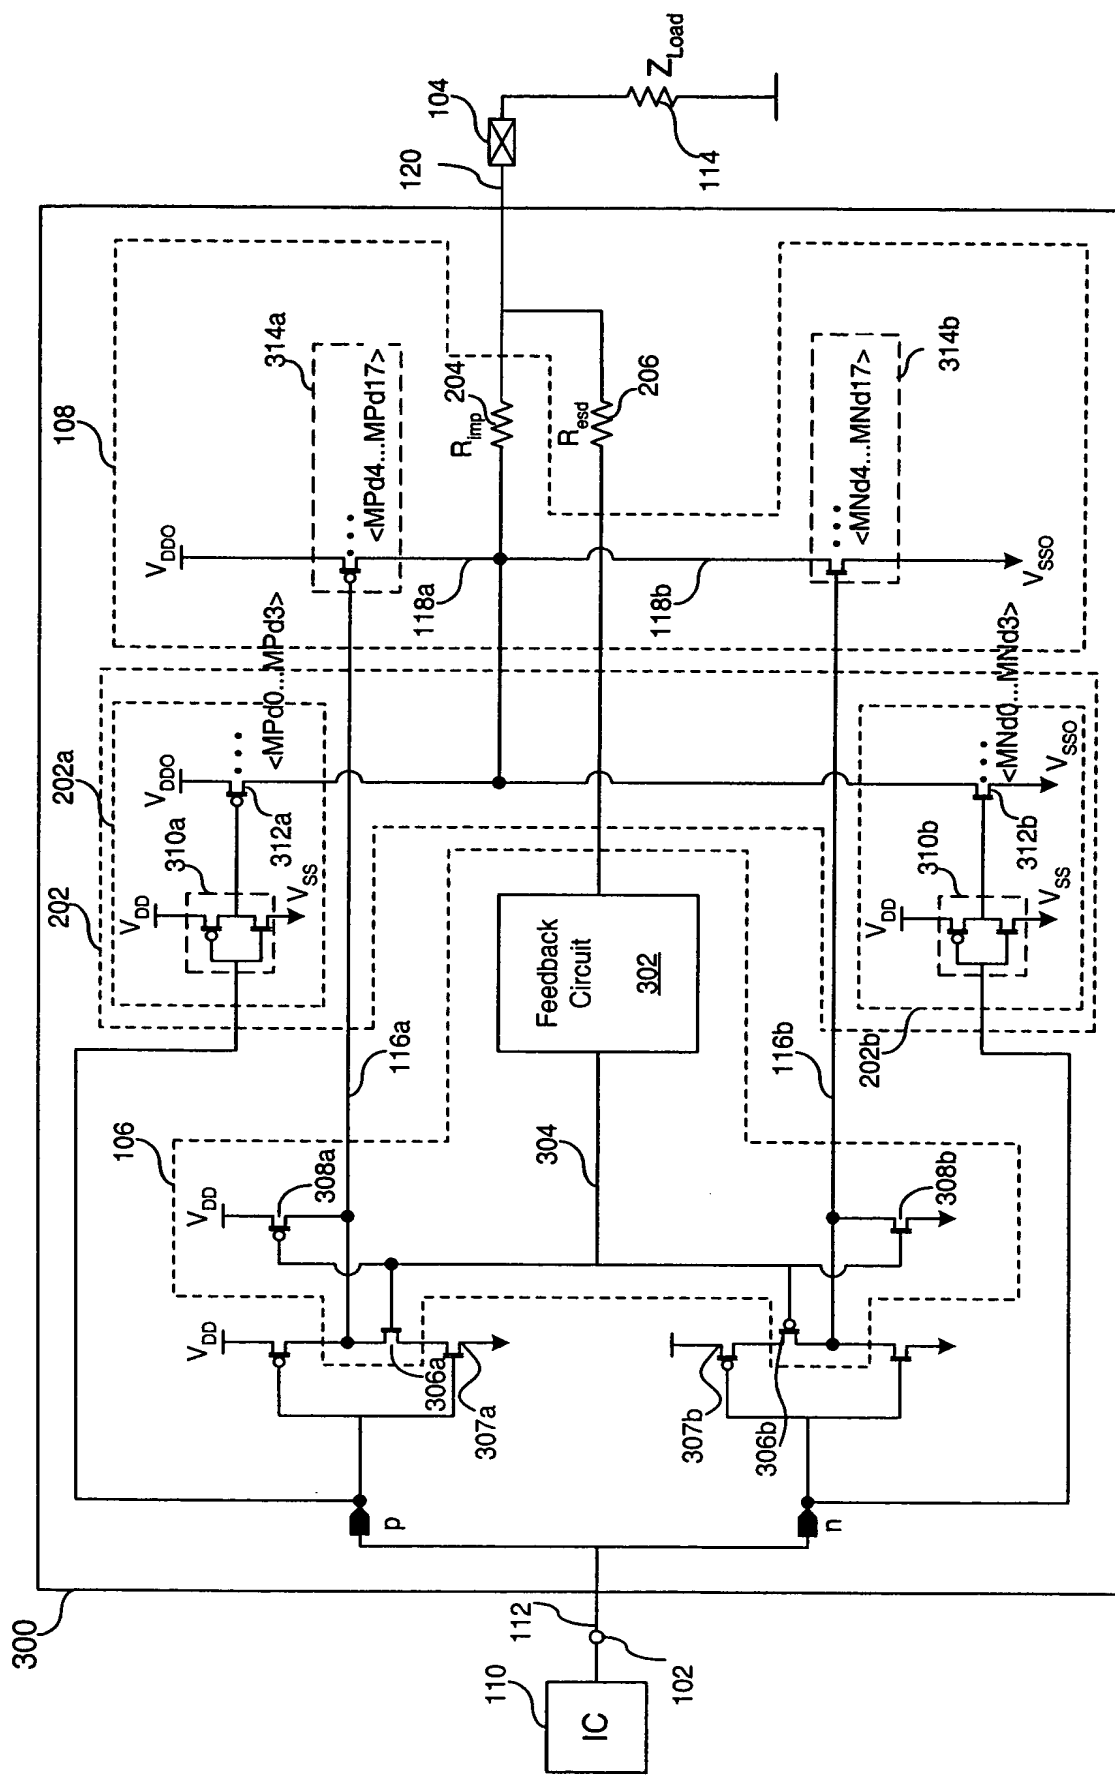 300
110
IC
112
102
p
n
106
V_DD
V_DD
308a
306a
307a
307b
306b
308b
116a
304
116b
202
202a
V_DD
310a
V_SS
V_DDO
312a
<MPd0...MPd3>
Feedback
Circuit
302
202b
V_DD
310b
V_SS
312b
<MNd0...MNd3>
V_SSO
108
V_DDO
314a
<MPd4...MPd17>
118a
118b
R_imp
204
R_esd
206
<MNd4...MNd17>
314b
V_SSO
120
104
114
Z_Load